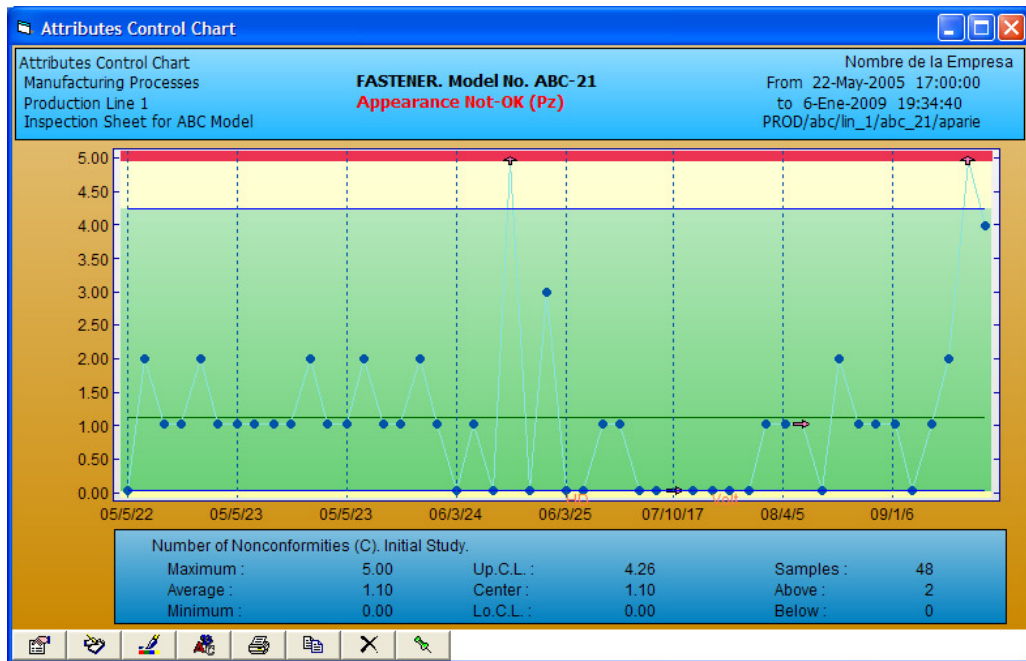 Attributes Control Chart
Attributes Control Chart
Manufacturing Processes
Production Line 1
Inspection Sheet for ABC Model
FASTENER. Model No. ABC-21
Appearance Not-OK (Pz)
Nombre de la Empresa
From 22-May-2005 17:00:00
to 6-Ene-2009 19:34:40
PROD/abc/lin_1/abc_21/aparie
5.00
4.50
4.00
3.50
3.00
2.50
2.00
1.50
1.00
0.50
0.00
Volt
05/5/22 05/5/23 05/5/23 06/3/24 06/3/25 07/10/17 08/4/5 09/1/6
Number of Nonconformities (C). Initial Study.
Maximum : 5.00 Up.C.L. : 4.26 Samples : 48
Average : 1.10 Center : 1.10 Above : 2
Minimum : 0.00 Lo.C.L. : 0.00 Below : 0